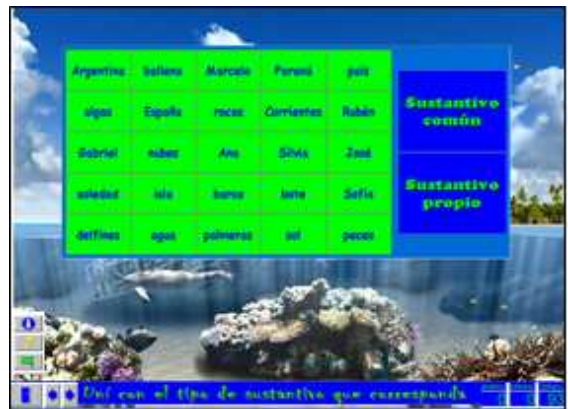 Argentina ballena Marcelo Paraná país
algas España rocas Corrientes Rubén
Gabriel nubes Ana Silvia José
soledad isla barco lote Sofía
delfines agua palmeras sol peces
Sustantivo común
Sustantivo propio
Uní con el tipo de sustantivo que corresponda